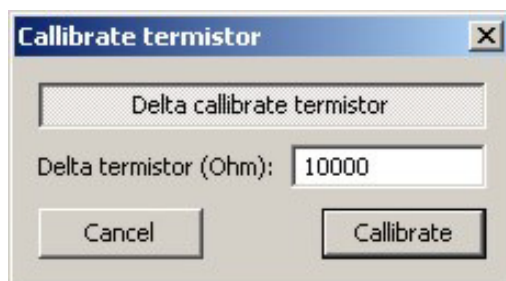 Callibrate termistor
Delta callibrate termistor
Delta termistor (Ohm): 10000
Cancel Callibrate